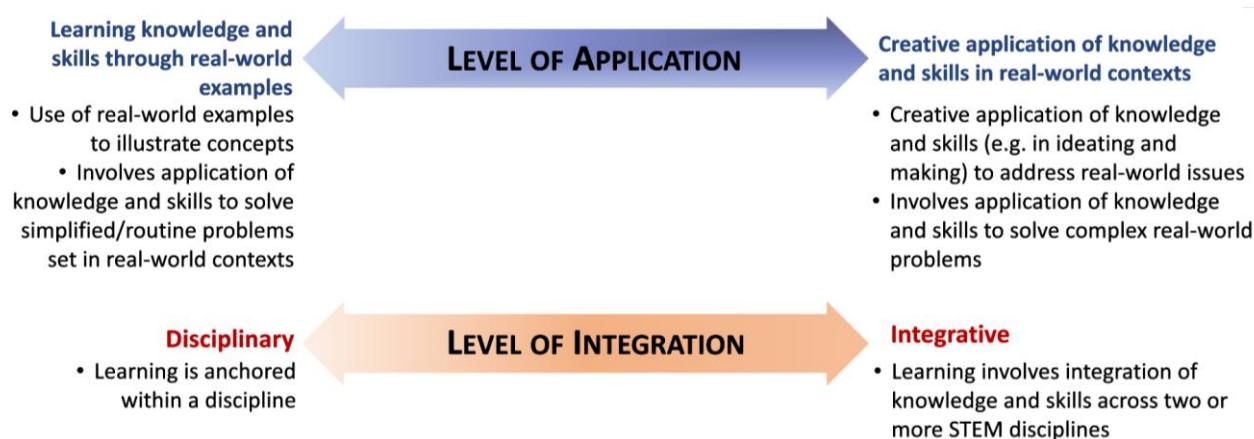 Learning knowledge and
skills through real-world
examples
• Use of real-world examples
to illustrate concepts
• Involves application of
knowledge and skills to solve
simplified/routine problems
set in real-world contexts
LEVEL OF APPLICATION
Creative application of knowledge
and skills in real-world contexts
• Creative application of knowledge
and skills (e.g. in ideating and
making) to address real-world issues
• Involves application of knowledge
and skills to solve complex real-world
problems
Disciplinary
• Learning is anchored
within a discipline
LEVEL OF INTEGRATION
Integrative
• Learning involves integration of
knowledge and skills across two or
more STEM disciplines